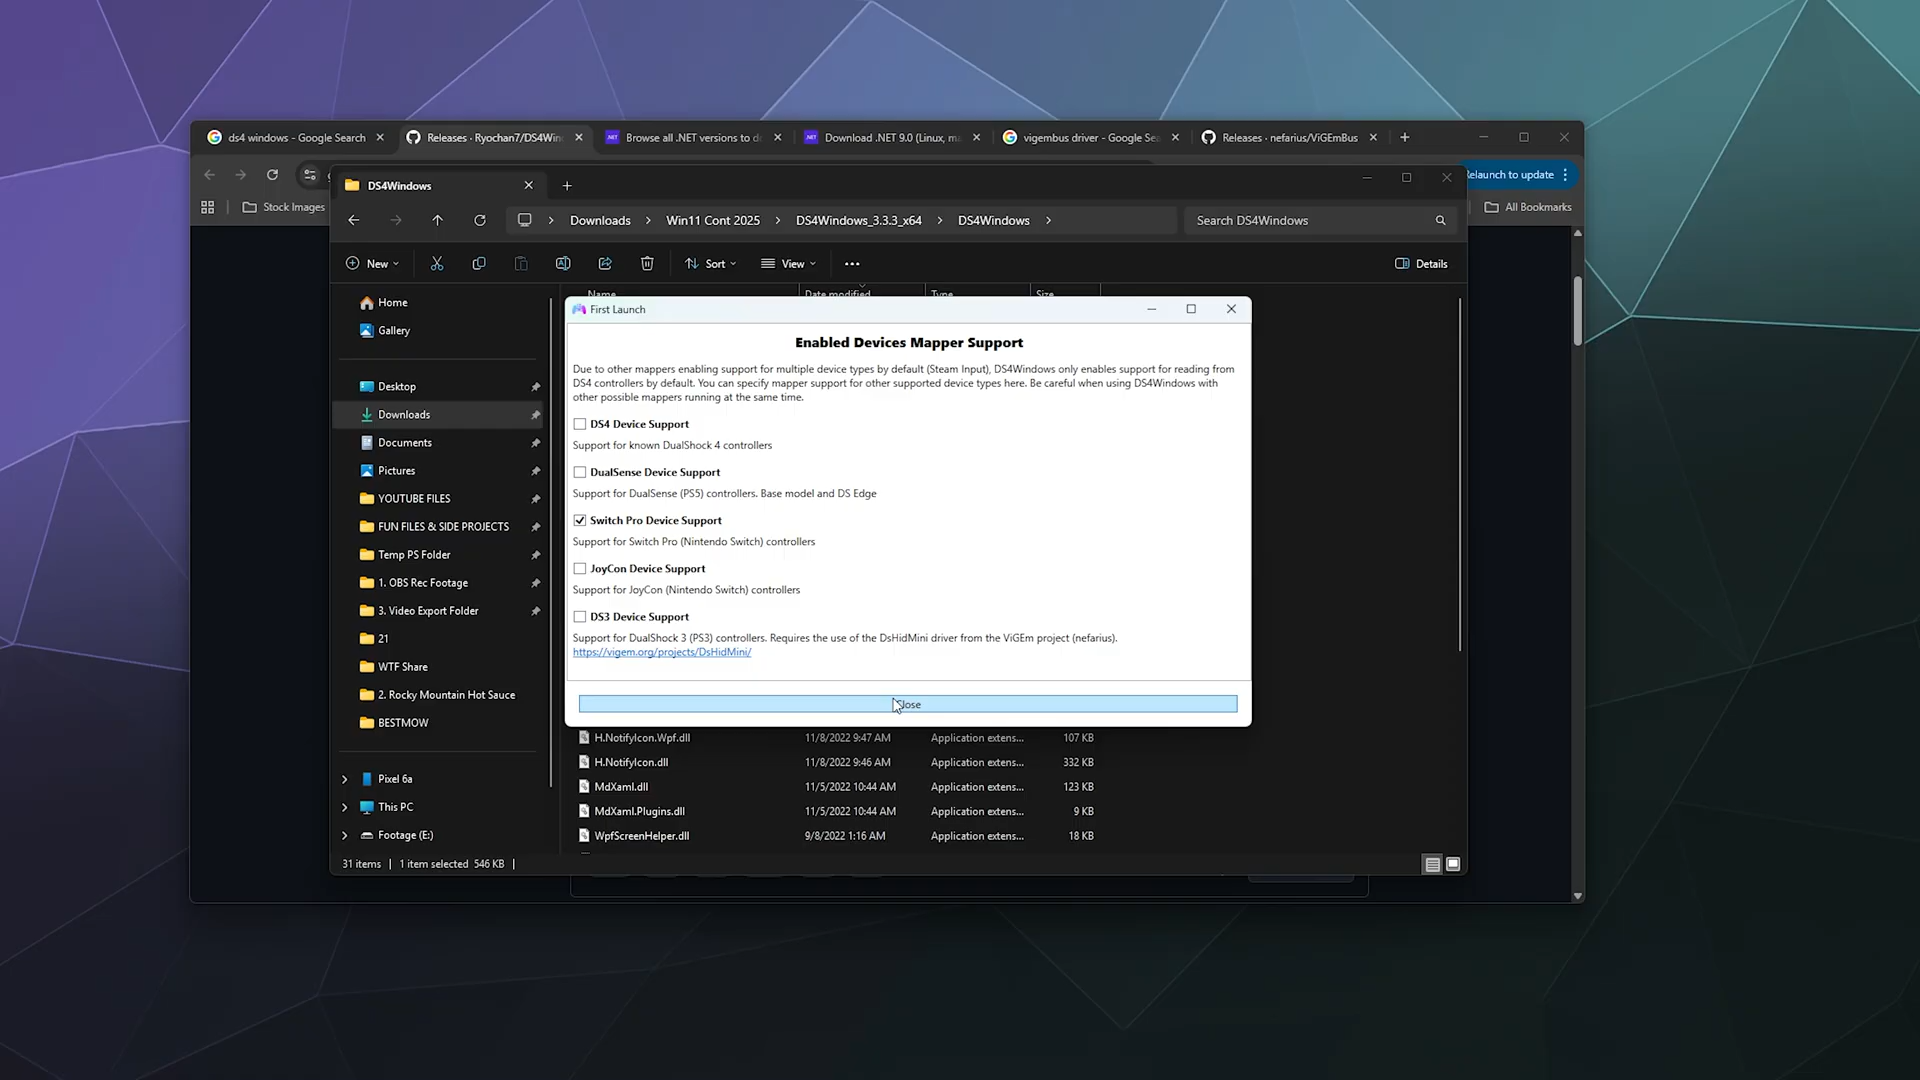 ds4 windows - Google Search
Releases · Ryochan7/DS4Win
Browse all .NET versions to d
Download .NET 9.0 (Linux, m
vigembus driver - Google Se
Releases · nefarius/ViGEmBus
Relaunch to update
Stock Images
All Bookmarks
DS4Windows
Downloads > Win11 Cont 2025 > DS4Windows_3.3.3_x64 > DS4Windows >
Search DS4Windows
New
Sort
View
Details
Name
Date modified
Type
Size
Home
Gallery
Desktop
Downloads
Documents
Pictures
YOUTUBE FILES
FUN FILES & SIDE PROJECTS
Temp PS Folder
1. OBS Rec Footage
3. Video Export Folder
21
WTF Share
2. Rocky Mountain Hot Sauce
BESTMOW
Pixel 6a
This PC
Footage (E:)
First Launch
Enabled Devices Mapper Support
Due to other mappers enabling support for multiple device types by default (Steam Input), DS4Windows only enables support for reading from
DS4 controllers by default. You can specify mapper support for other supported device types here. Be careful when using DS4Windows with
other possible mappers running at the same time.
DS4 Device Support
Support for known DualShock 4 controllers
DualSense Device Support
Support for DualSense (PS5) controllers. Base model and DS Edge
Switch Pro Device Support
Support for Switch Pro (Nintendo Switch) controllers
JoyCon Device Support
Support for JoyCon (Nintendo Switch) controllers
DS3 Device Support
Support for DualShock 3 (PS3) controllers. Requires the use of the DsHidMini driver from the ViGEm project (nefarius).
https://vigem.org/projects/DsHidMini/
Close
H.NotifyIcon.Wpf.dll 11/8/2022 9:47 AM Application extens... 107 KB
H.NotifyIcon.dll 11/8/2022 9:46 AM Application extens... 332 KB
MdXaml.dll 11/5/2022 10:44 AM Application extens... 123 KB
MdXaml.Plugins.dll 11/5/2022 10:44 AM Application extens... 9 KB
WpfScreenHelper.dll 9/8/2022 1:16 AM Application extens... 18 KB
31 items
1 item selected 546 KB